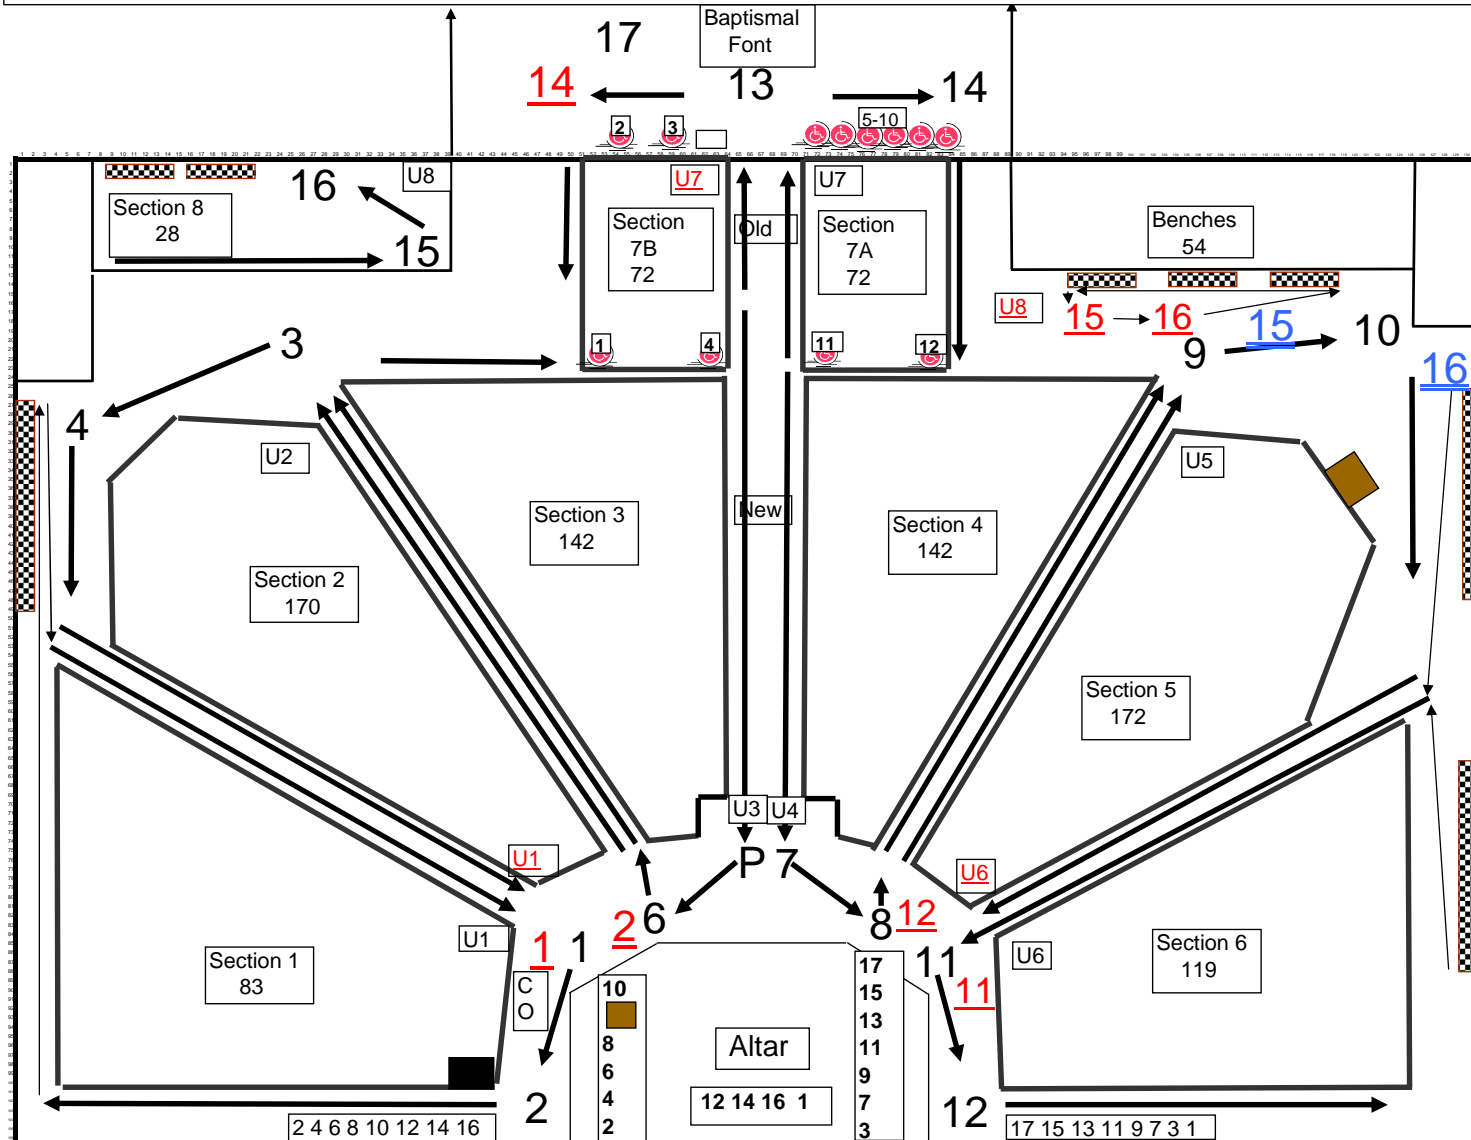 17
Baptismal
Font
14
13
14
5-10
2
3
U8
U7
U7
16
Section 8
28
15
Section
7B
72
Old
Section
7A
72
Benches
54
U8
15
16
15
10
3
1
4
11
12
9
16
4
U2
U5
Section 3
142
New
Section 4
142
Section 2
170
Section 5
172
U3
U4
U1
P
7
U6
6
2
8
12
U1
1
1
11
U6
Section 1
83
Section 6
119
C
O
10
8
6
4
2
17
15
13
11
9
7
3
11
Altar
12 14 16 1
2
12
2 4 6 8 10 12 14 16
17 15 13 11 9 7 3 1